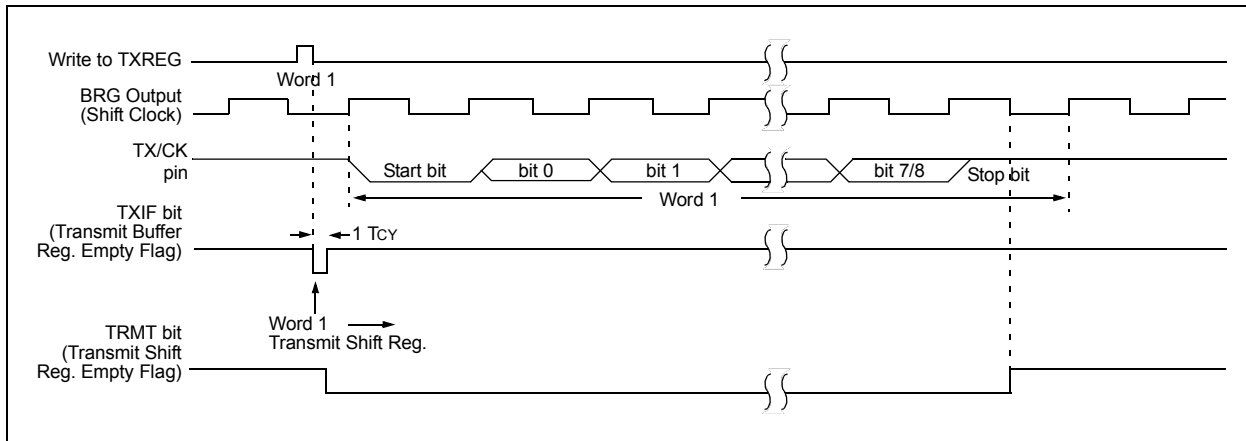 Write to TXREG
Word 1
BRG Output
(Shift Clock)
TX/CK
pin
Start bit
bit 0
bit 1
bit 7/8
Stop bit
Word 1
TXIF bit
(Transmit Buffer
Reg. Empty Flag)
1 TCY
Word 1
Transmit Shift Reg.
TRMT bit
(Transmit Shift
Reg. Empty Flag)